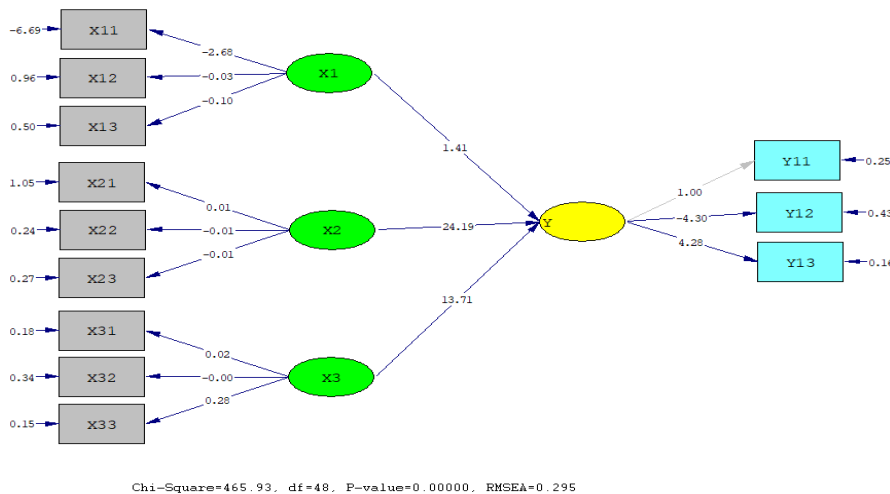 -6.69 X11
-2.68
0.96 X12 -0.03 X1
-0.10
0.50 X13
1.41
1.05 X21
0.01
0.24 X22 -0.01 X2 24.19 Y
-0.01
0.27 X23
1.00 Y11 0.25
-4.30 Y12 0.43
4.28 Y13 0.16
13.71
0.18 X31
0.02
0.34 X32 -0.00 X3
0.28
0.15 X33
Chi-Square=465.93, df=48, P-value=0.00000, RMSEA=0.295